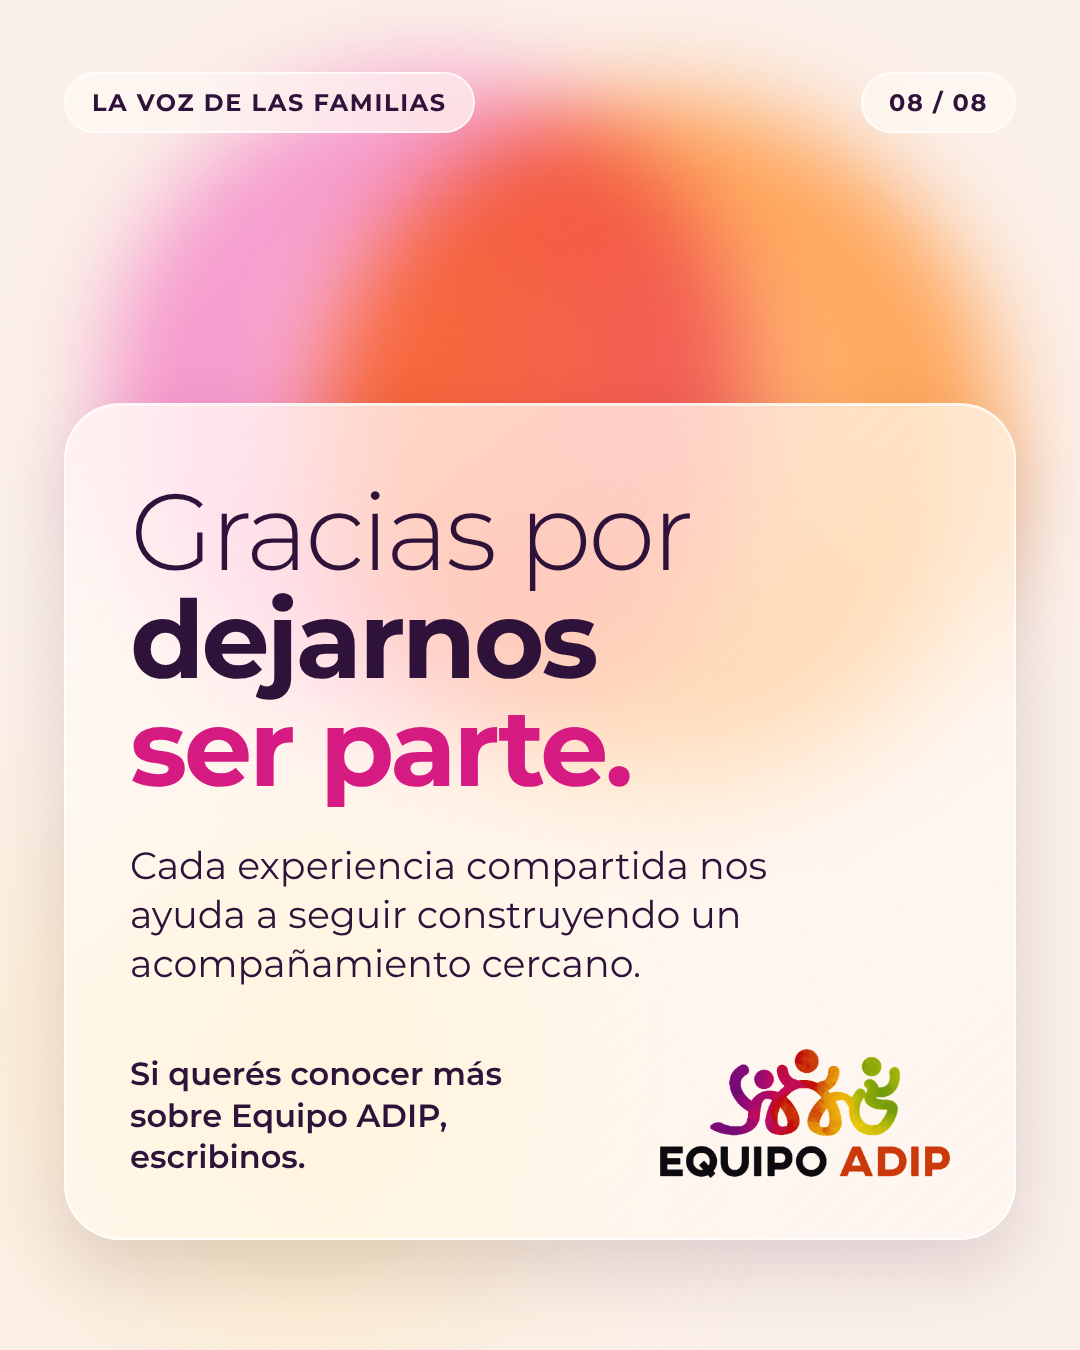 LA VOZ DE LAS FAMILIAS
08 / 08
Gracias por
dejarnos
ser parte.
Cada experiencia compartida nos
ayuda a seguir construyendo un
acompañamiento cercano.
Si querés conocer más
sobre Equipo ADIP,
escribinos.
EQUIPO ADIP